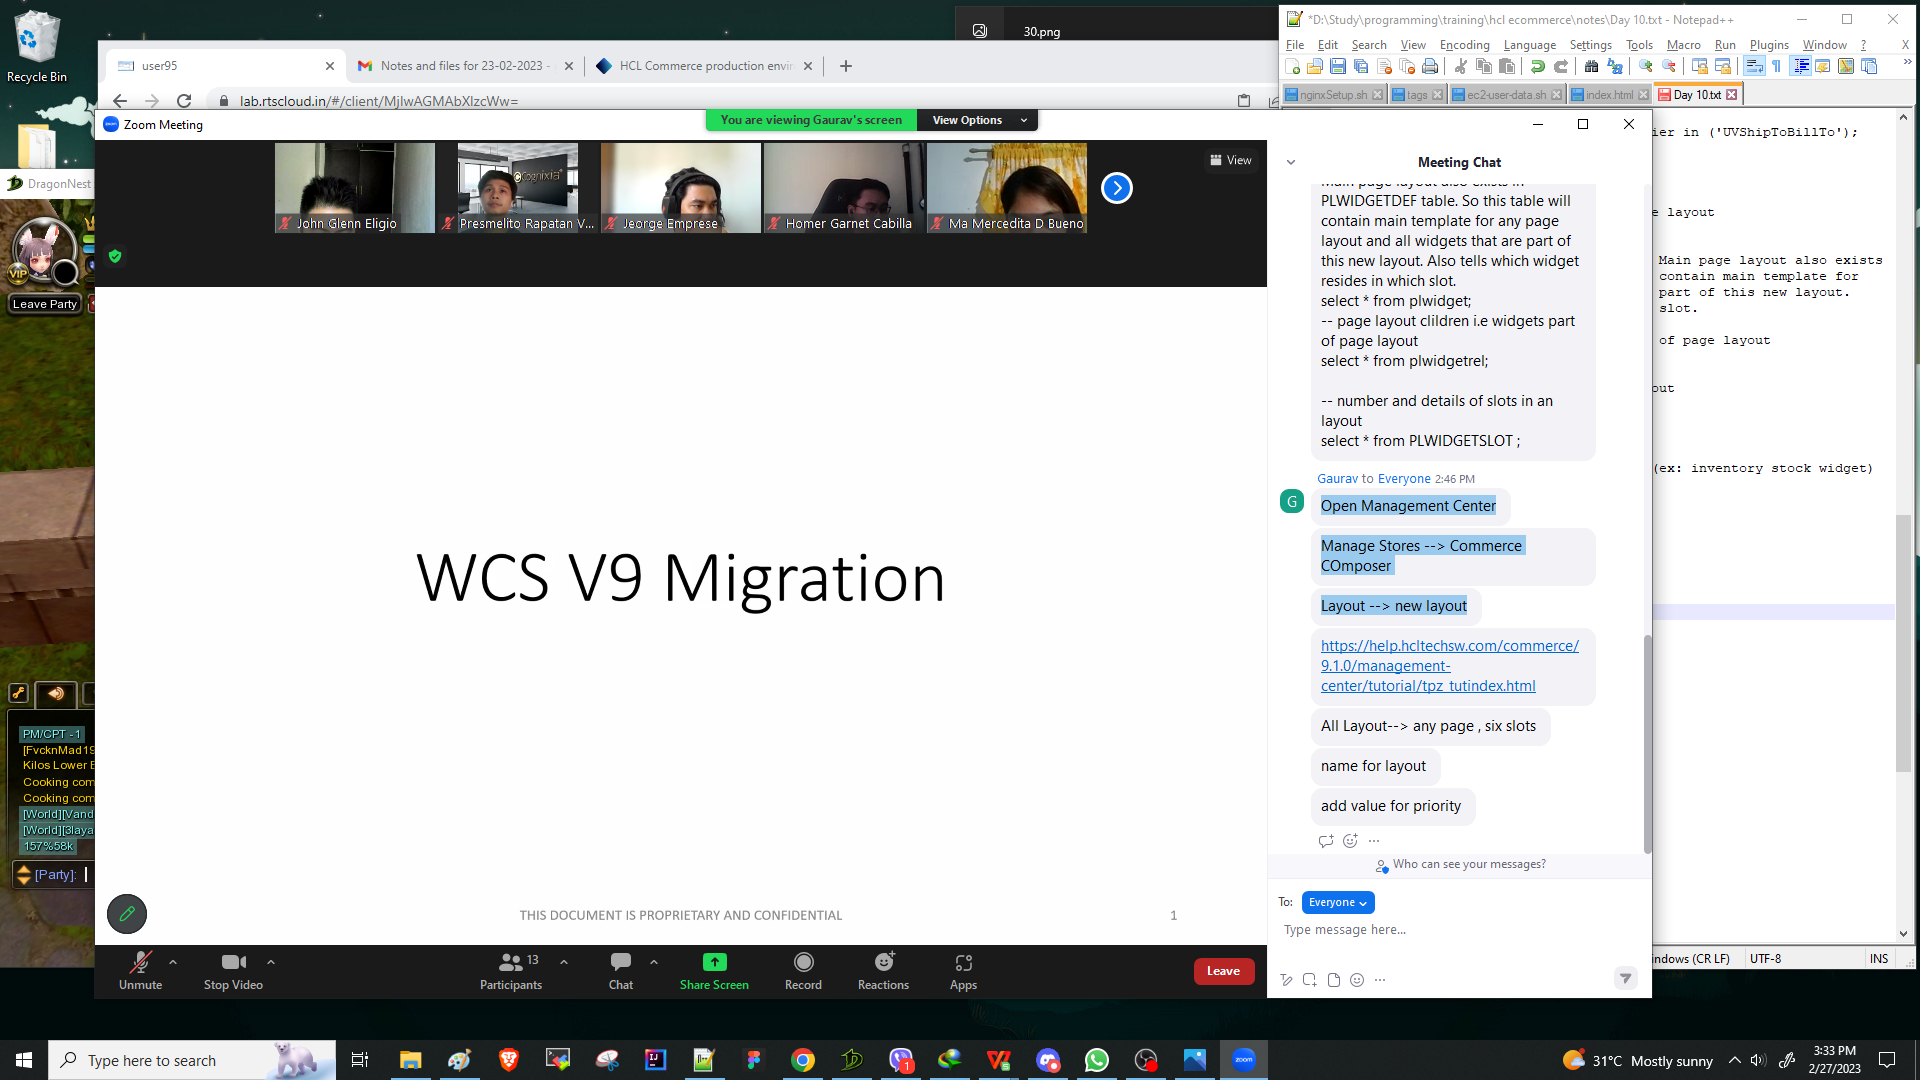 Recycle Bin
30.png
*D:\Study\programming\training\hcl ecommerce\notes\Day 10.txt - Notepad++
File Edit Search View Encoding Language Settings Tools Macro Run Plugins Window ? X
nginxSetup.sh tags ec2-user-data.sh index.html Day 10.txt
user95
Notes and files for 23-02-2023 -
HCL Commerce production envir
lab.rtscloud.in/#/client/MjIwAGMAbXlzcWw=
Zoom Meeting
You are viewing Gaurav's screen
View Options
View
John Glenn Eligio
Presmelito Rapatan V...
Jeorge Emprese
Homer Garnet Cabilla
Ma Mercedita D Bueno
Cognixia
DragonNest
VIP
Leave Party
WCS V9 Migration
THIS DOCUMENT IS PROPRIETARY AND CONFIDENTIAL
1
PM/CPT -1
[FvcknMad19
Kilos Lower E
Cooking com
Cooking com
[World][Vand
[World][3laya
157%58k
[Party]:
Meeting Chat
Main page layout also exists in
PLWIDGETDEF table. So this table will
contain main template for any page
layout and all widgets that are part of
this new layout. Also tells which widget
resides in which slot.
select * from plwidget;
-- page layout clildren i.e widgets part
of page layout
select * from plwidgetrel;
-- number and details of slots in an
layout
select * from PLWIDGETSLOT ;
Gaurav to Everyone 2:46 PM
G
Open Management Center
Manage Stores --> Commerce
COmposer
Layout --> new layout
https://help.hcltechsw.com/commerce/
9.1.0/management-
center/tutorial/tpz_tutindex.html
All Layout--> any page , six slots
name for layout
add value for priority
Who can see your messages?
To: Everyone
Type message here...
ier in ('UVShipToBillTo');
e layout
Main page layout also exists
contain main template for
part of this new layout.
slot.
of page layout
out
(ex: inventory stock widget)
indows (CR LF) UTF-8 INS
Unmute
Stop Video
13
Participants
Chat
Share Screen
Record
Reactions
Apps
Leave
Type here to search
1
31°C Mostly sunny
3:33 PM
2/27/2023
zoom